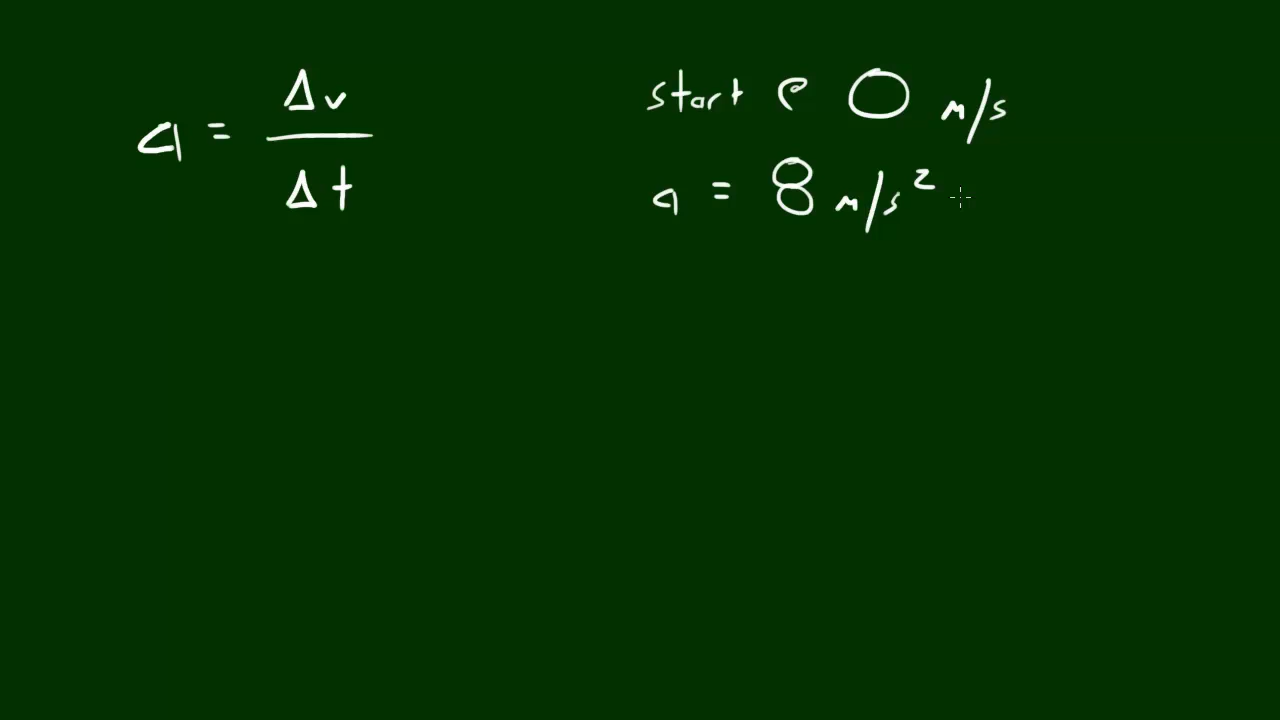 a = Δv / Δt
start @ 0 m/s
a = 8 m/s²